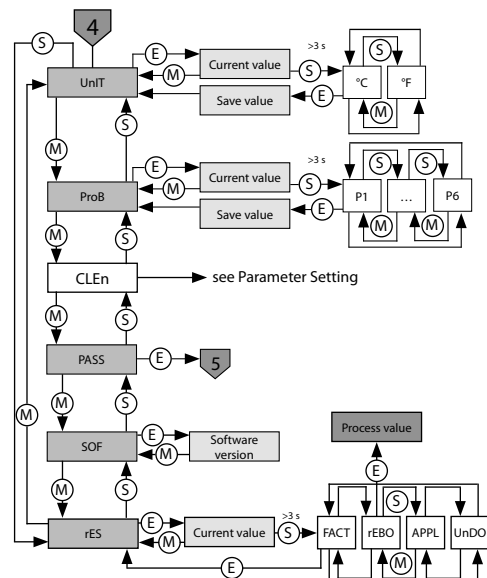 4
S
E
>3 s
S
UnIT
M
Current value
S
°C
°F
Save value
E
M
M
S
E
>3 s
S
S
ProB
M
Current value
S
P1
...
P6
Save value
E
M
M
M
S
CLEn
see Parameter Setting
M
S
PASS
E
5
M
S
M
Process value
SOF
E
Software
version
M
E
M
S
>3 s
S
rES
E
Current value
S
FACT
rEBO
APPL
UnDO
M
M
E